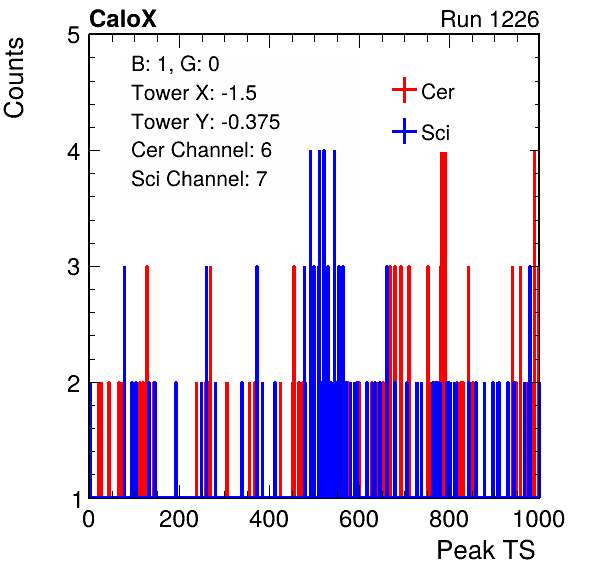 CaloX Run 1226
Counts
B: 1, G: 0
Tower X: -1.5
Tower Y: -0.375
Cer Channel: 6
Sci Channel: 7
Cer
Sci
5
4
3
2
1
0 200 400 600 800 1000
Peak TS